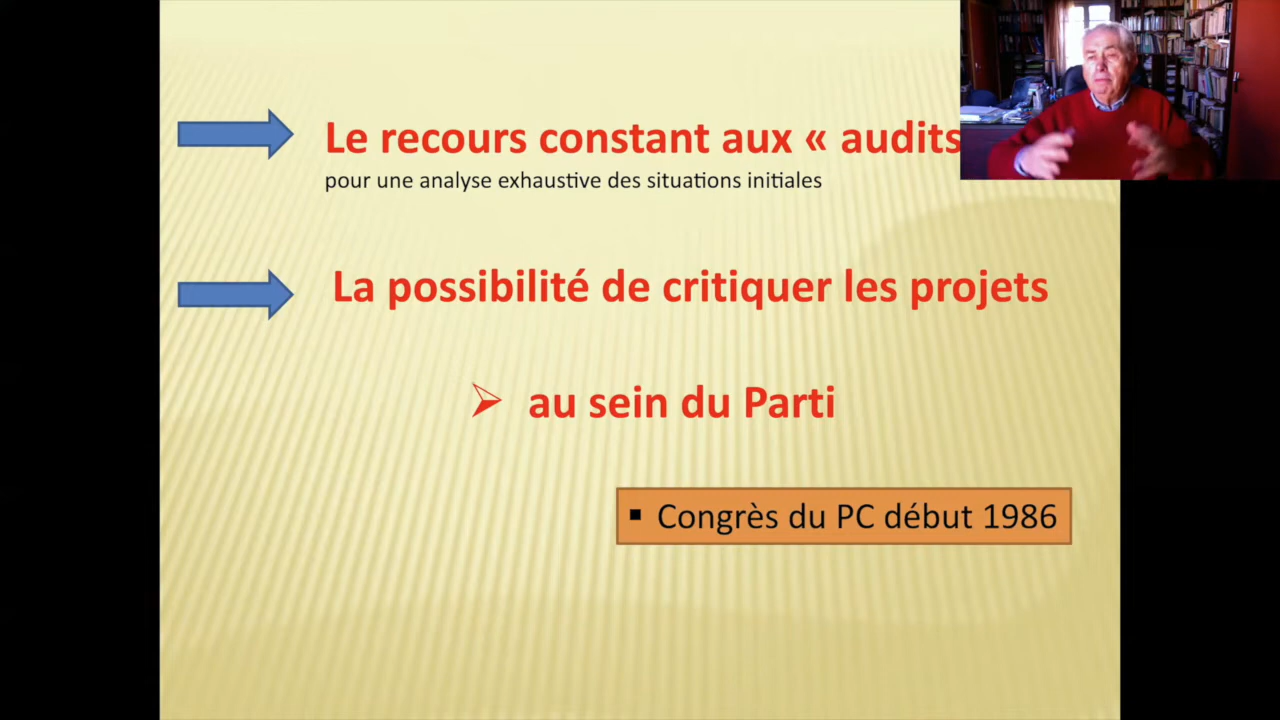 Le recours constant aux « audits
pour une analyse exhaustive des situations initiales
La possibilité de critiquer les projets
➢ au sein du Parti
▪ Congrès du PC début 1986